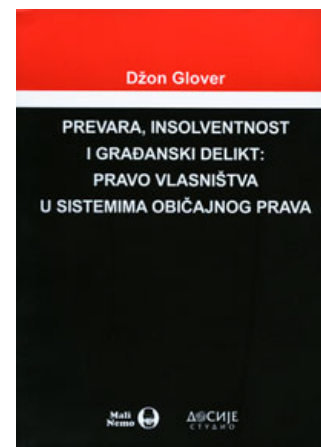 Džon Glover
PREVARA, INSOLVENTNOST
I GRAĐANSKI DELIKT:
PRAVO VLASNIŠTVA
U SISTEMIMA OBIČAJNOG PRAVA
Mali
Nemo
ДОСИЈЕ
СТУДИО